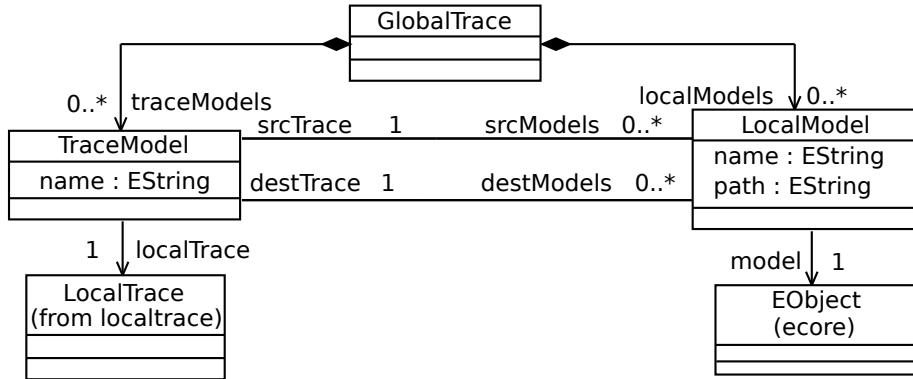 GlobalTrace
0..* traceModels
localModels 0..*
srcTrace 1 srcModels 0..*
TraceModel
name : EString
LocalModel
name : EString
path : EString
destTrace 1 destModels 0..*
1 localTrace
model 1
LocalTrace
(from localtrace)
EObject
(ecore)